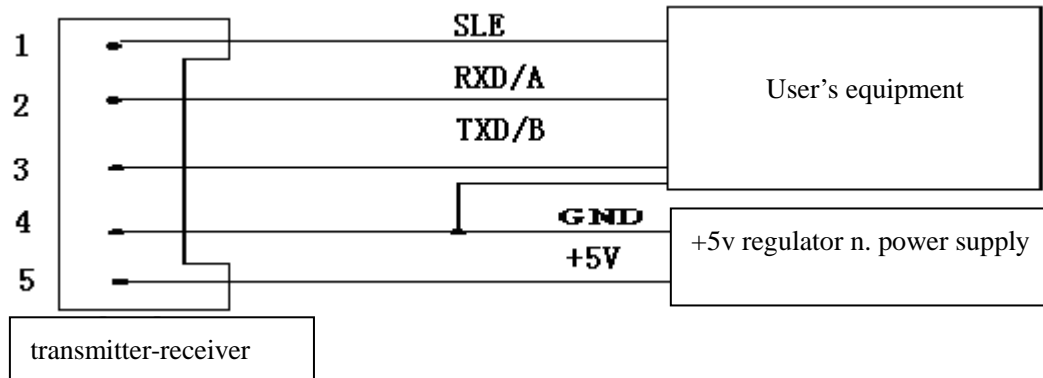 1
SLE
2
RXD/A
User's equipment
3
TXD/B
4
GND
+5v regulator n. power supply
5
+5V
transmitter-receiver